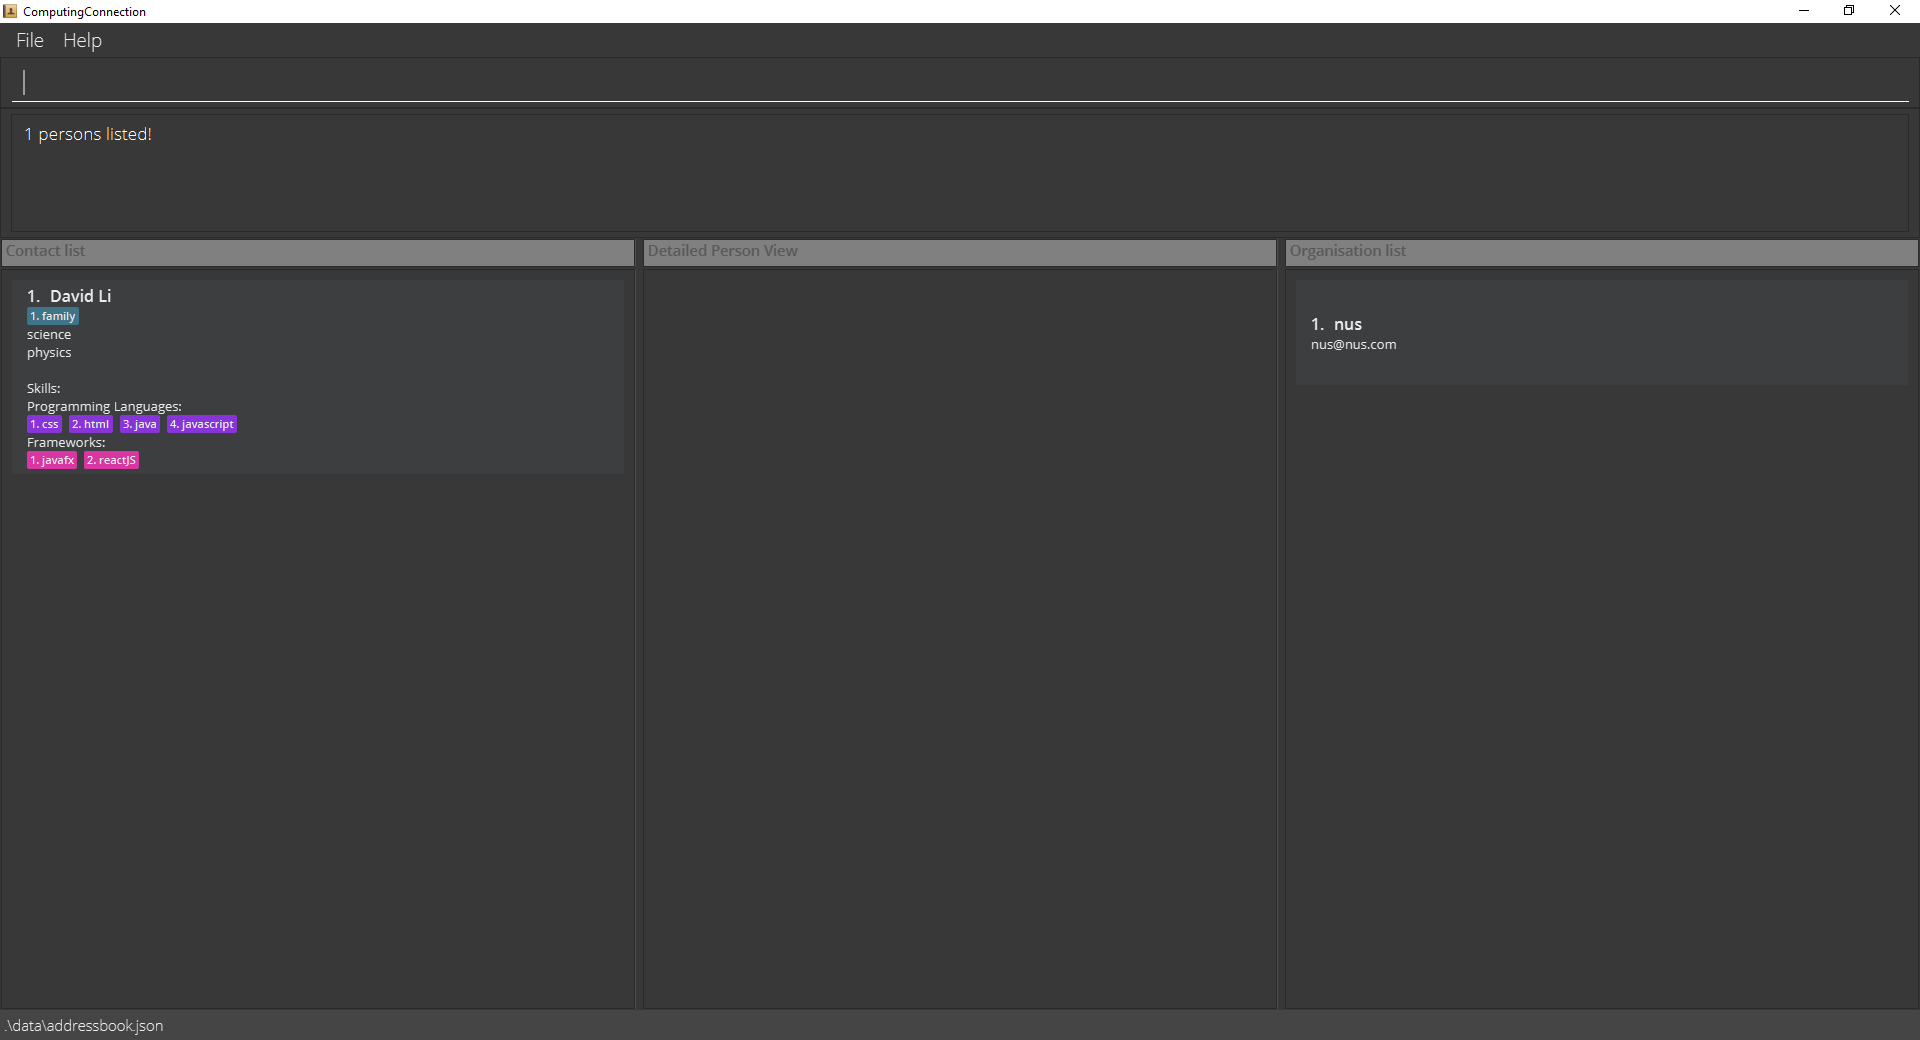 ComputingConnection
File Help
1 persons listed!
Contact list
1. David Li
1. family
science
physics
Skills:
Programming Languages:
1. css 2. html 3. java 4. javascript
Frameworks:
1. javafx 2. reactJS
Detailed Person View
Organisation list
1. nus
nus@nus.com
.\data\addressbook.json